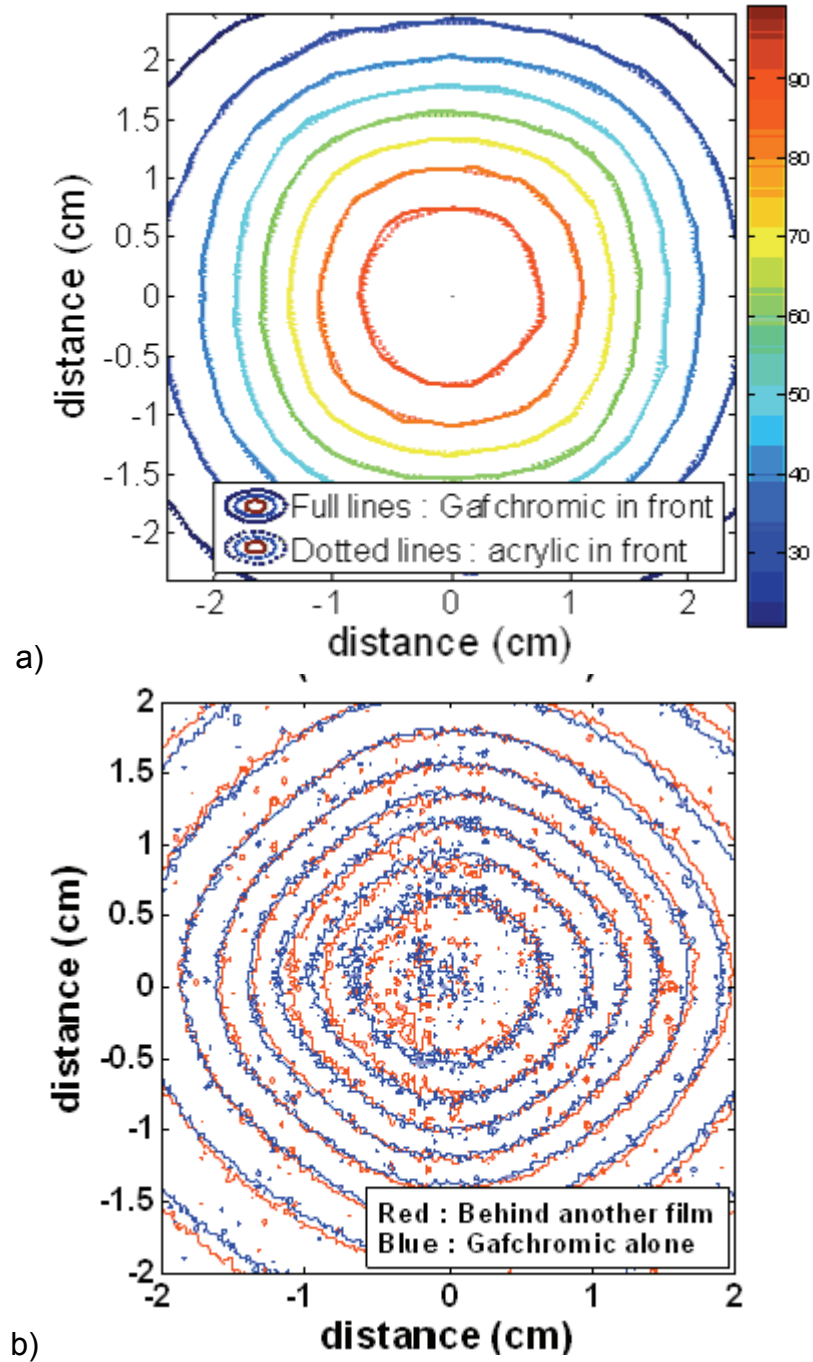 distance (cm)
2
1.5
1
0.5
0
-0.5
-1
-1.5
-2
Full lines : Gafchromic in front
Dotted lines : acrylic in front
-2 -1 0 1 2
distance (cm)
90
80
70
60
50
40
30
a)
distance (cm)
2
1.5
1
0.5
0
-0.5
-1
-1.5
-2
Red : Behind another film
Blue : Gafchromic alone
-2 -1 0 1 2
distance (cm)
b)